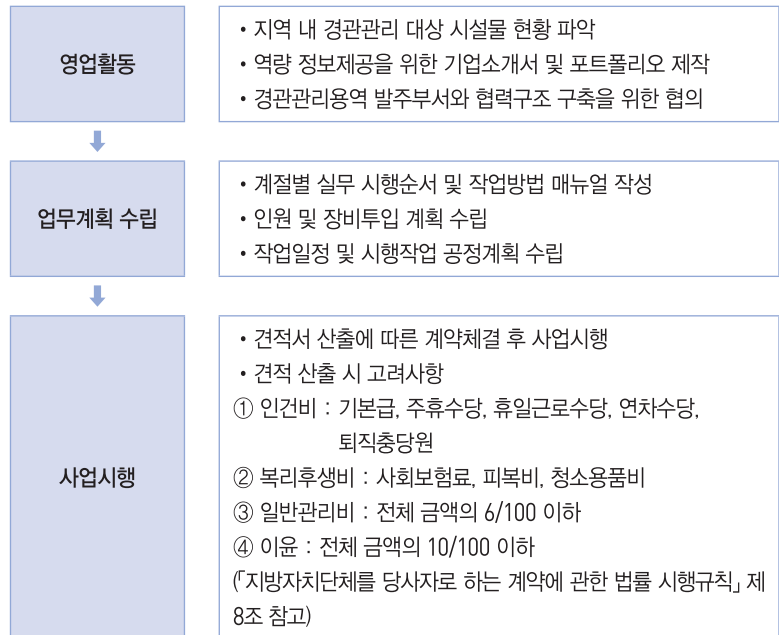 영업활동
• 지역 내 경관관리 대상 시설물 현황 파악
• 역량 정보제공을 위한 기업소개서 및 포트폴리오 제작
• 경관관리용역 발주부서와 협력구조 구축을 위한 협의
업무계획 수립
• 계절별 실무 시행순서 및 작업방법 매뉴얼 작성
• 인원 및 장비투입 계획 수립
• 작업일정 및 시행작업 공정계획 수립
사업시행
• 견적서 산출에 따른 계약체결 후 사업시행
• 견적 산출 시 고려사항
① 인건비 : 기본급, 주휴수당, 휴일근로수당, 연차수당,
퇴직충당원
② 복리후생비 : 사회보험료, 피복비, 청소용품비
③ 일반관리비 : 전체 금액의 6/100 이하
④ 이윤 : 전체 금액의 10/100 이하
(｢지방자치단체를 당사자로 하는 계약에 관한 법률 시행규칙｣ 제
8조 참고)